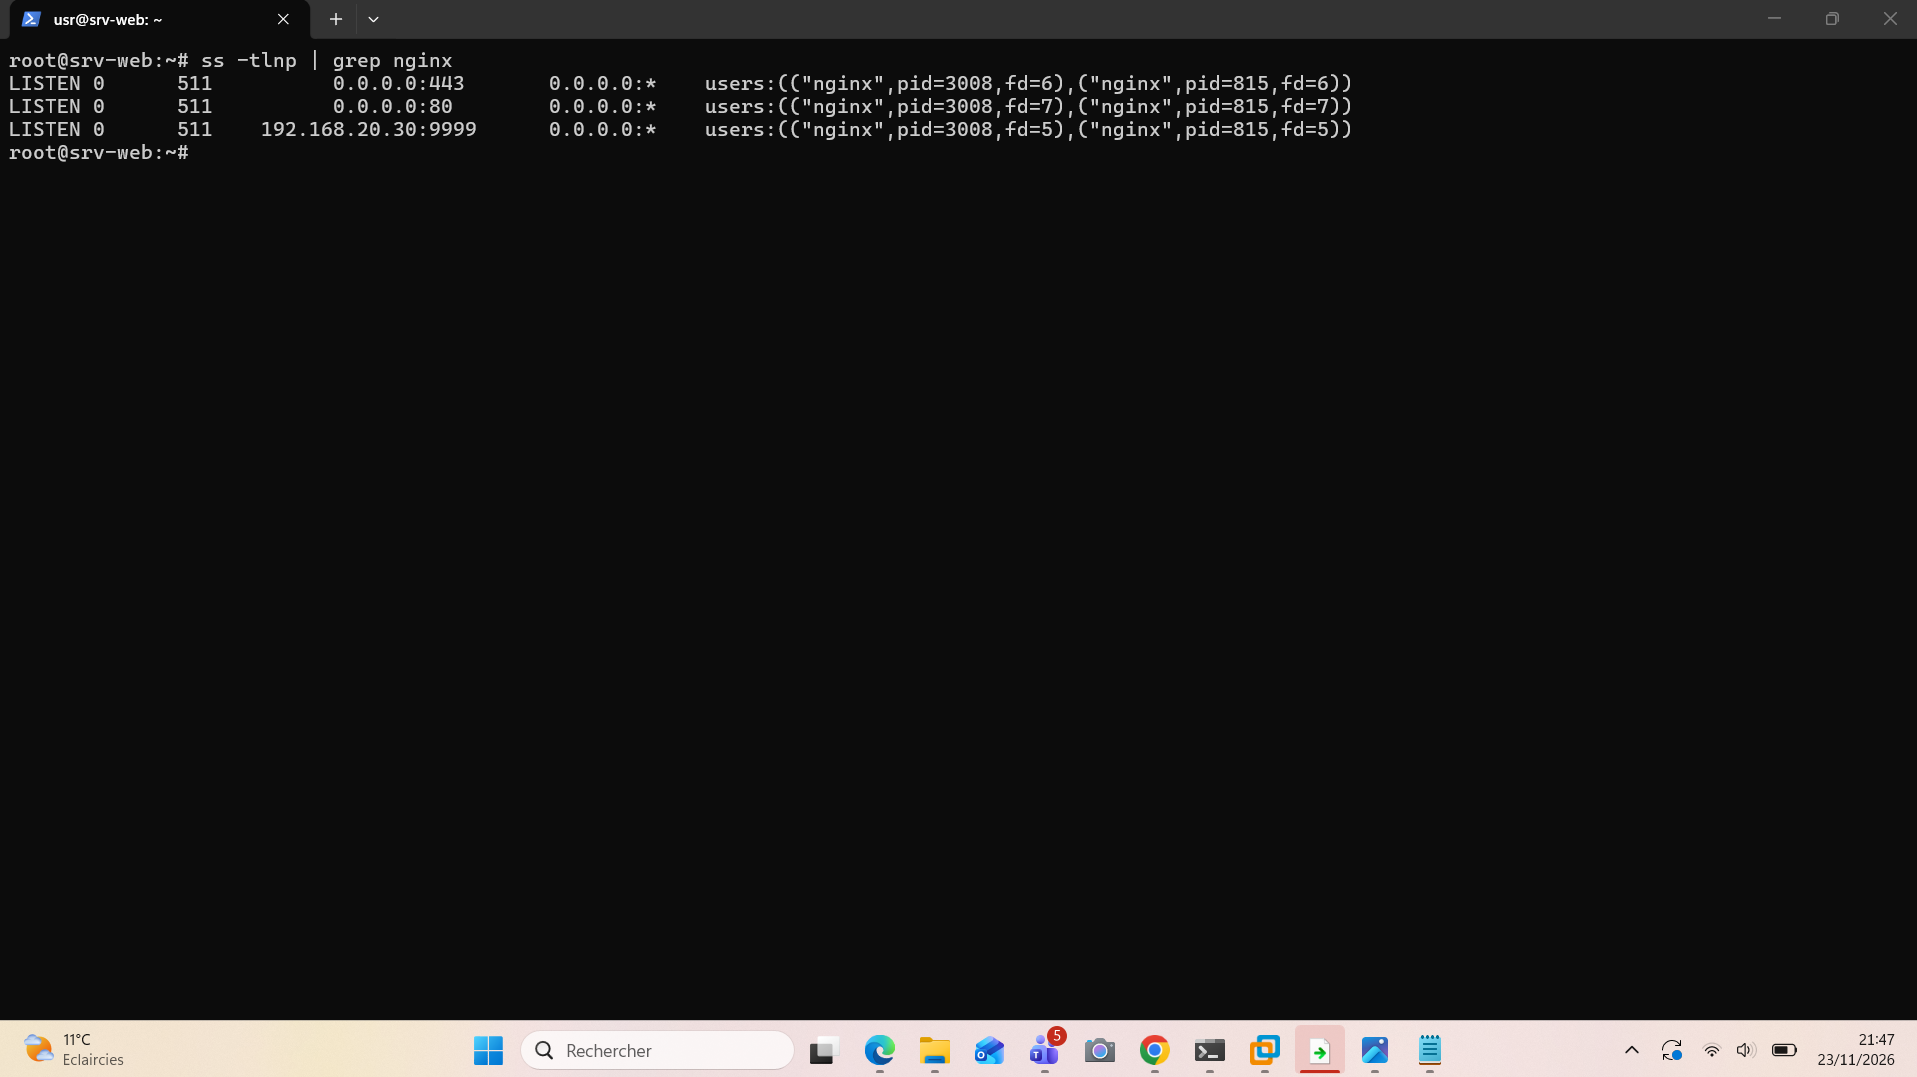 usr@srv-web: ~
root@srv-web:~# ss -tlnp | grep nginx
LISTEN 0      511          0.0.0.0:443       0.0.0.0:*    users:(("nginx",pid=3008,fd=6),("nginx",pid=815,fd=6))
LISTEN 0      511          0.0.0.0:80        0.0.0.0:*    users:(("nginx",pid=3008,fd=7),("nginx",pid=815,fd=7))
LISTEN 0      511    192.168.20.30:9999      0.0.0.0:*    users:(("nginx",pid=3008,fd=5),("nginx",pid=815,fd=5))
root@srv-web:~#
11°C
Eclaircies
Rechercher
5
21:47
23/11/2026